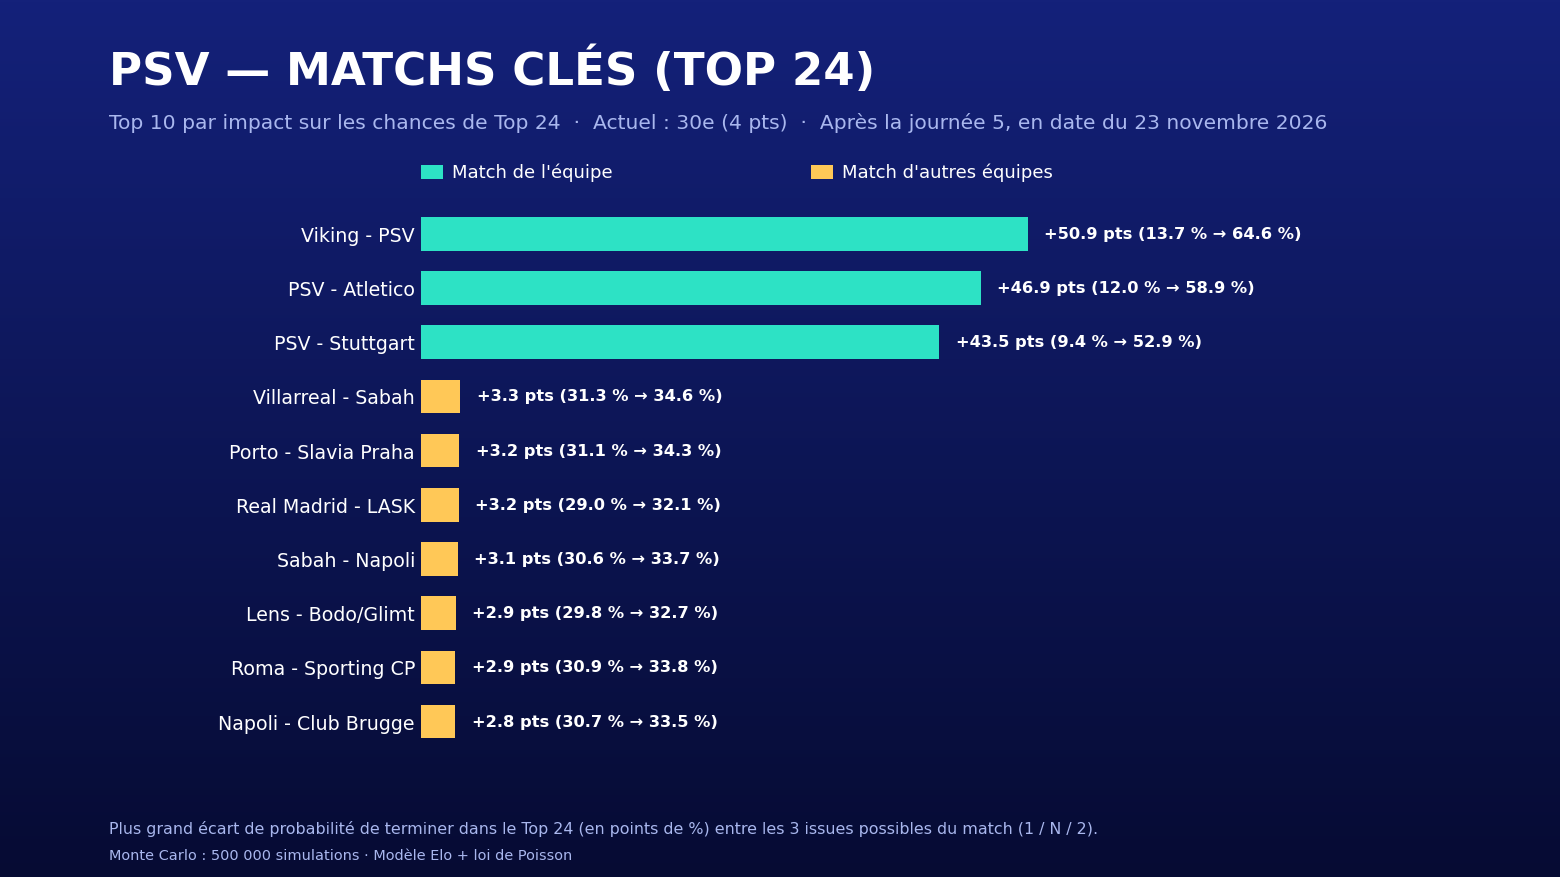 PSV — MATCHS CLÉS (TOP 24)
Top 10 par impact sur les chances de Top 24 · Actuel : 30e (4 pts) · Après la journée 5, en date du 23 novembre 2026
Match de l'équipe Match d'autres équipes
Viking - PSV +50.9 pts (13.7 % → 64.6 %)
PSV - Atletico +46.9 pts (12.0 % → 58.9 %)
PSV - Stuttgart +43.5 pts (9.4 % → 52.9 %)
Villarreal - Sabah +3.3 pts (31.3 % → 34.6 %)
Porto - Slavia Praha +3.2 pts (31.1 % → 34.3 %)
Real Madrid - LASK +3.2 pts (29.0 % → 32.1 %)
Sabah - Napoli +3.1 pts (30.6 % → 33.7 %)
Lens - Bodo/Glimt +2.9 pts (29.8 % → 32.7 %)
Roma - Sporting CP +2.9 pts (30.9 % → 33.8 %)
Napoli - Club Brugge +2.8 pts (30.7 % → 33.5 %)
Plus grand écart de probabilité de terminer dans le Top 24 (en points de %) entre les 3 issues possibles du match (1 / N / 2).
Monte Carlo : 500 000 simulations · Modèle Elo + loi de Poisson